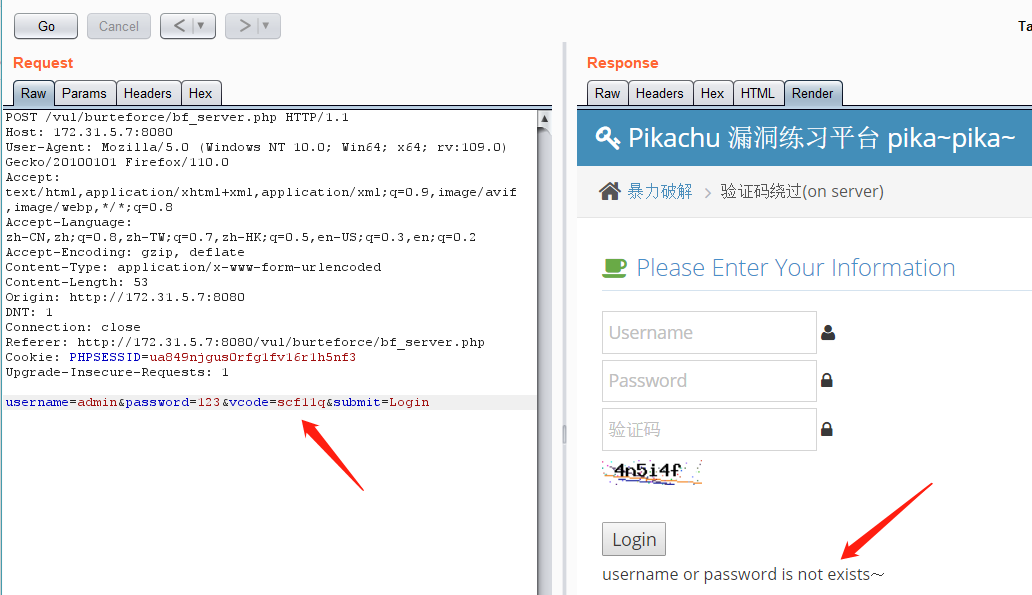 Go
Cancel
<
>
Ta
Request
Raw
Params
Headers
Hex
POST /vul/burteforce/bf_server.php HTTP/1.1
Host: 172.31.5.7:8080
User-Agent: Mozilla/5.0 (Windows NT 10.0; Win64; x64; rv:109.0)
Gecko/20100101 Firefox/110.0
Accept:
text/html,application/xhtml+xml,application/xml;q=0.9,image/avif
,image/webp,*/*;q=0.8
Accept-Language:
zh-CN,zh;q=0.8,zh-TW;q=0.7,zh-HK;q=0.5,en-US;q=0.3,en;q=0.2
Accept-Encoding: gzip, deflate
Content-Type: application/x-www-form-urlencoded
Content-Length: 53
Origin: http://172.31.5.7:8080
DNT: 1
Connection: close
Referer: http://172.31.5.7:8080/vul/burteforce/bf_server.php
Cookie: PHPSESSID=ua849njgus0rfg1fv16r1h5nf3
Upgrade-Insecure-Requests: 1
username=admin&password=123&vcode=scf11q&submit=Login
Response
Raw
Headers
Hex
HTML
Render
Pikachu 漏洞练习平台 pika~pika~
暴力破解 > 验证码绕过(on server)
Please Enter Your Information
Username
Password
验证码
4n5i4f
Login
username or password is not exists～